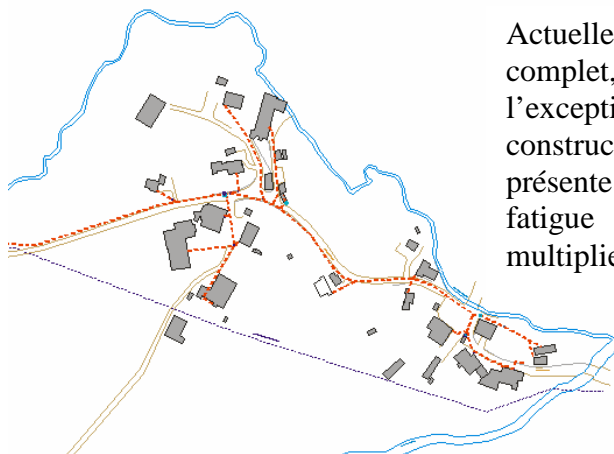 Actuelle
complet,
l’excepti
construc
présente
fatigue
multiplie